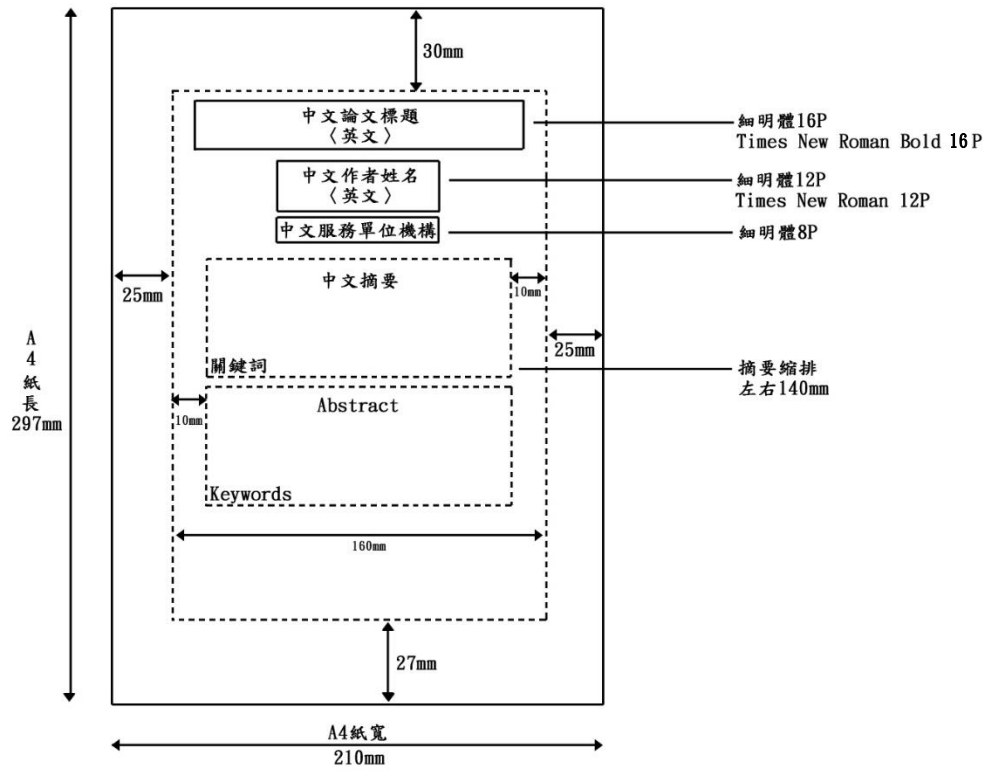 30mm
中文論文標題
〈英文〉
細明體16P
Times New Roman Bold 16P
中文作者姓名
〈英文〉
細明體12P
Times New Roman 12P
中文服務單位機構
細明體8P
中文摘要
10mm
25mm
25mm
關鍵詞
摘要縮排
左右140mm
A
4
紙
長
297mm
Abstract
10mm
Keywords
160mm
27mm
A4紙寬
210mm